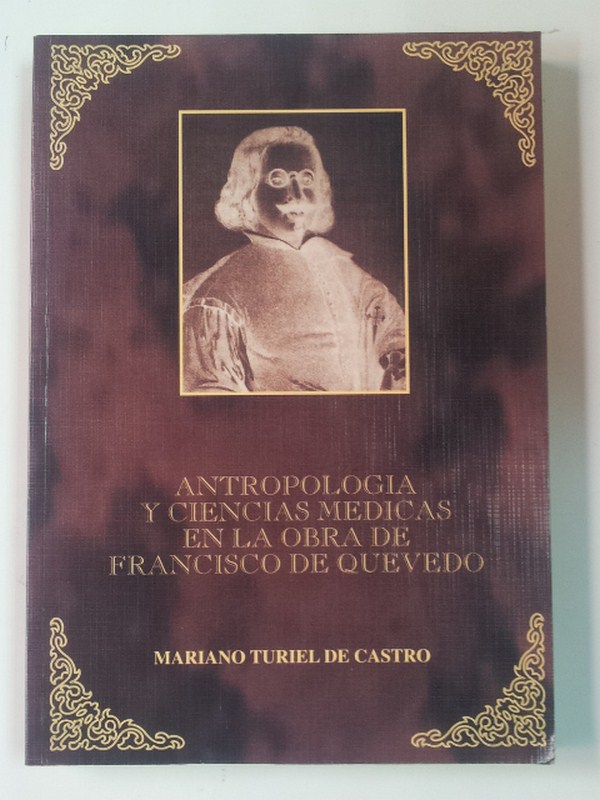 ANTROPOLOGIA
Y CIENCIAS MEDICAS
EN LA OBRA DE
FRANCISCO DE QUEVEDO
MARIANO TURIEL DE CASTRO